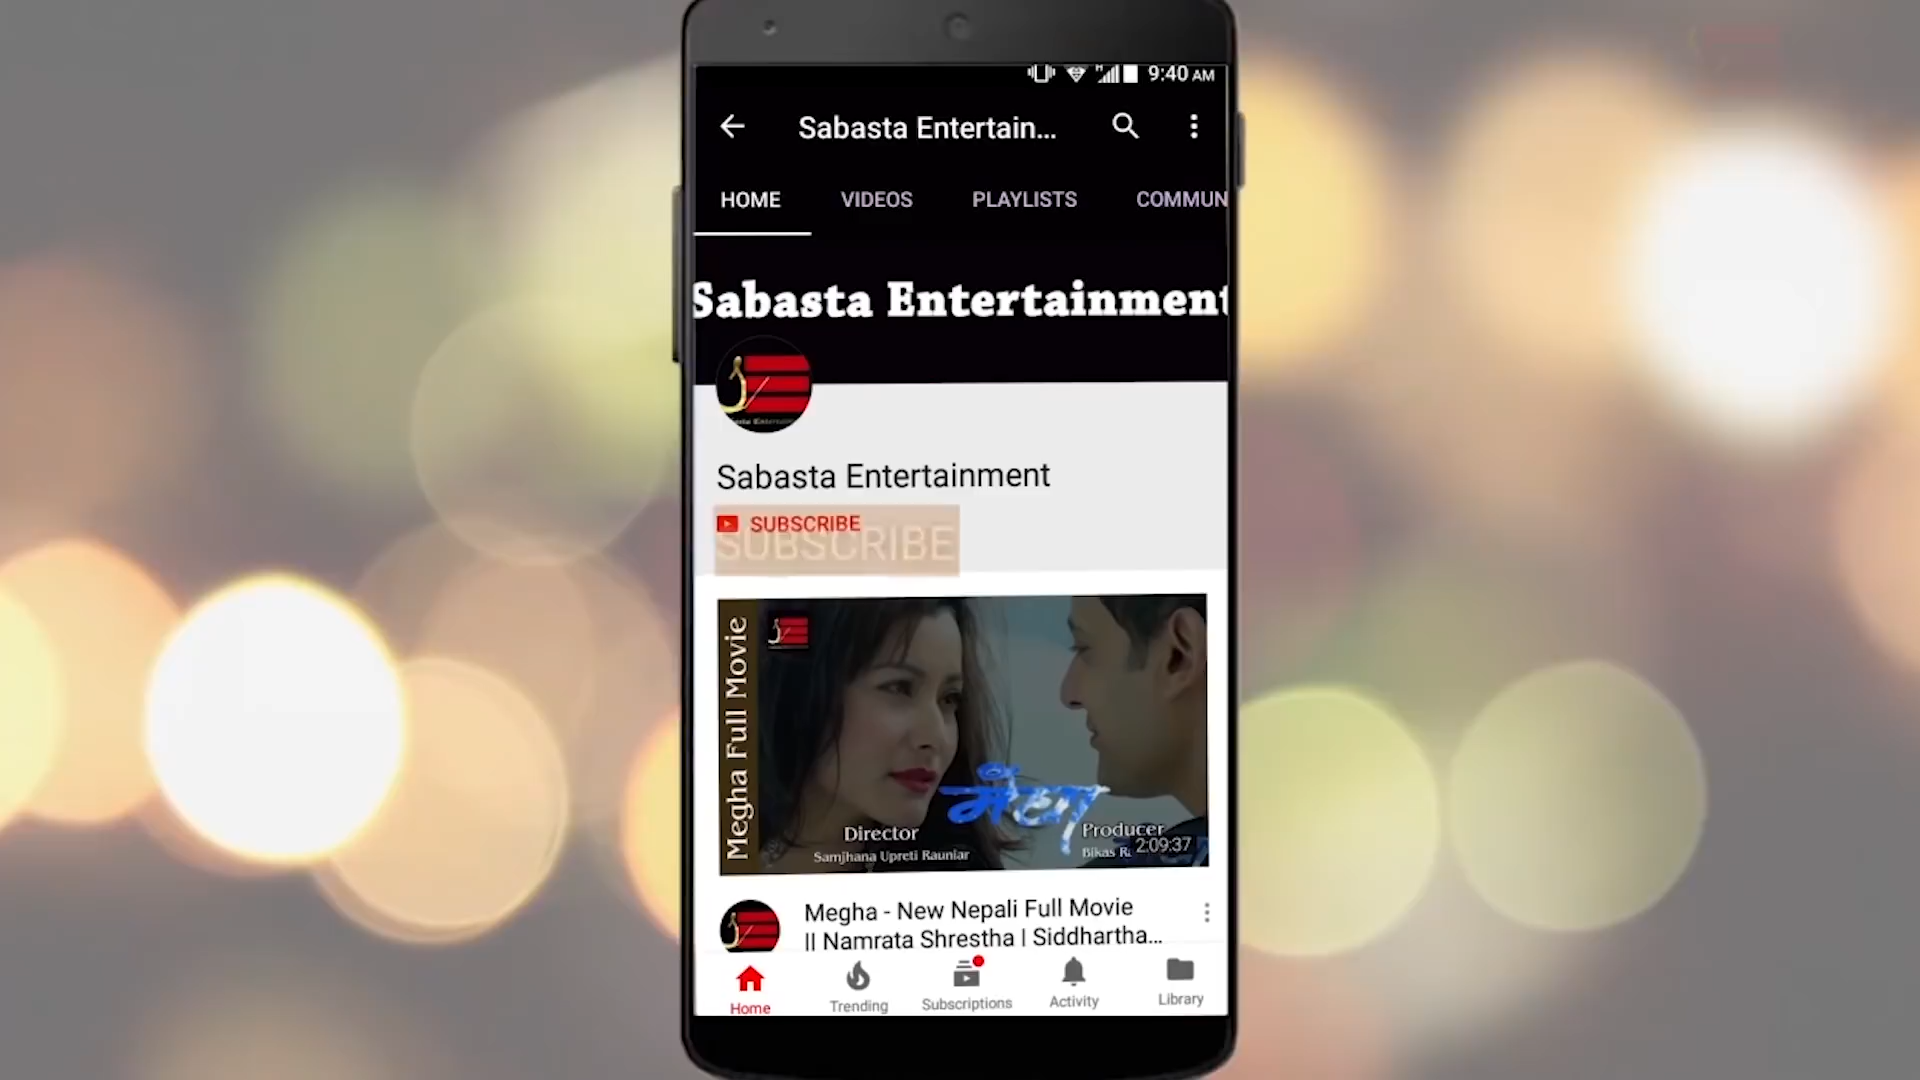 9:40 AM
Sabasta Entertain...
HOME VIDEOS PLAYLISTS COMMUN
Sabasta Entertainment
Sabasta Entertainment
SUBSCRIBE
SUBSCRIBE
Megha Full Movie
मेघा
Director
Samjhana Upreti Rauniar
Producer
Bikas
2:09:37
Megha - New Nepali Full Movie
|| Namrata Shrestha | Siddhartha...
Home Trending Subscriptions Activity Library